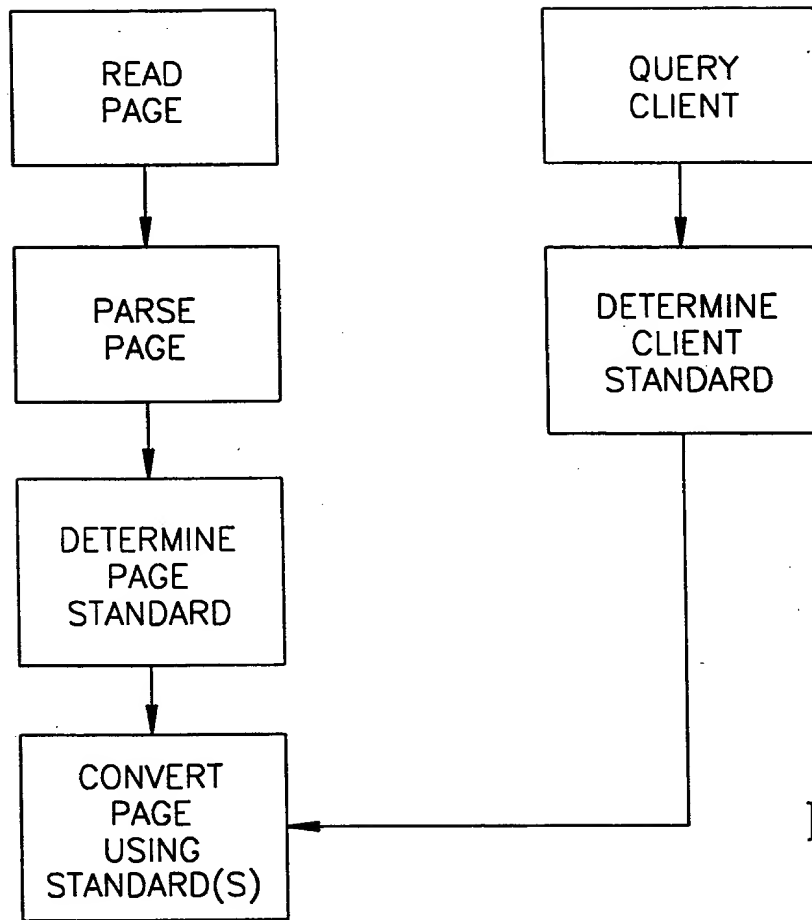 READ
PAGE
QUERY
CLIENT
PARSE
PAGE
DETERMINE
CLIENT
STANDARD
DETERMINE
PAGE
STANDARD
CONVERT
PAGE
USING
STANDARD(S)